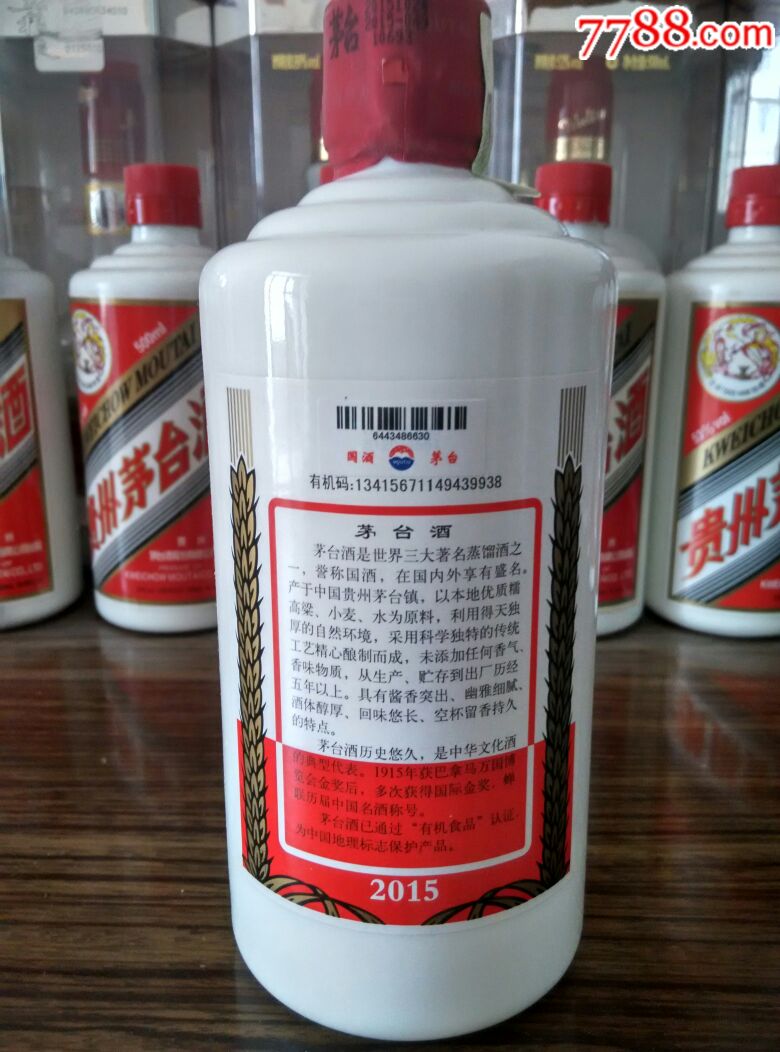 7788.com
茅台
2015-003
10691
6443486630
国酒 茅台
有机码:13415671149439938
茅台酒
茅台酒是世界三大著名蒸馏酒之
一，誉称国酒，在国内外享有盛名。
产于中国贵州茅台镇，以本地优质糯
高粱、小麦、水为原料，利用得天独
厚的自然环境，采用科学独特的传统
工艺精心酿制而成，未添加任何香气、
香味物质，从生产、贮存到出厂历经
五年以上。具有酱香突出、幽雅细腻、
酒体醇厚、回味悠长、空杯留香持久
的特点。
茅台酒历史悠久，是中华文化酒
的典型代表。1915年获巴拿马万国博
览会金奖后，多次获得国际金奖，蝉
联历届中国名酒称号。
茅台酒已通过“有机食品”认证，
为中国地理标志保护产品。
2015
酒
500ml
KWEICHOW MOUTAI
贵州茅台酒
酒
53%vol
KWEICHO
贵州茅